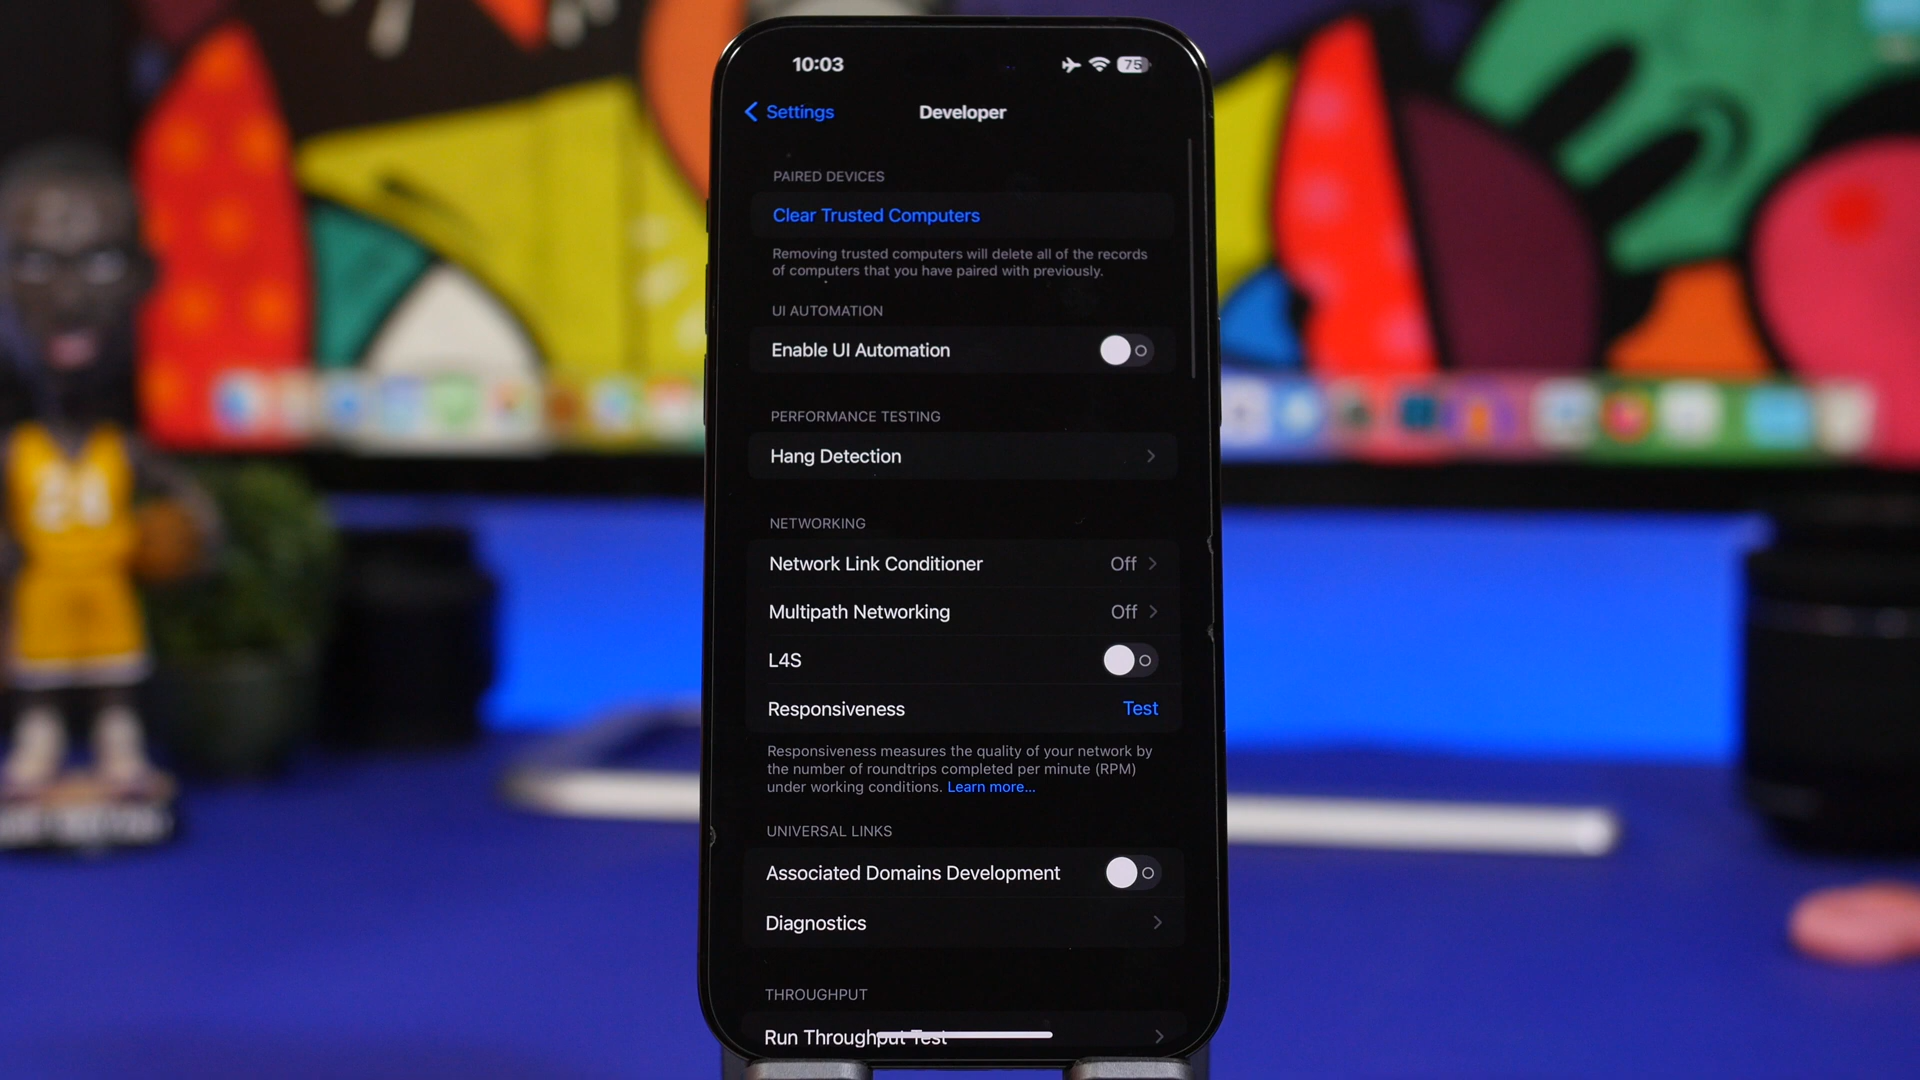 10:03
75
Settings
Developer
PAIRED DEVICES
Clear Trusted Computers
Removing trusted computers will delete all of the records
of computers that you have paired with previously.
UI AUTOMATION
Enable UI Automation
PERFORMANCE TESTING
Hang Detection
NETWORKING
Network Link Conditioner Off
Multipath Networking Off
L4S
Responsiveness Test
Responsiveness measures the quality of your network by
the number of roundtrips completed per minute (RPM)
under working conditions. Learn more...
UNIVERSAL LINKS
Associated Domains Development
Diagnostics
THROUGHPUT
Run Throughput Test
24